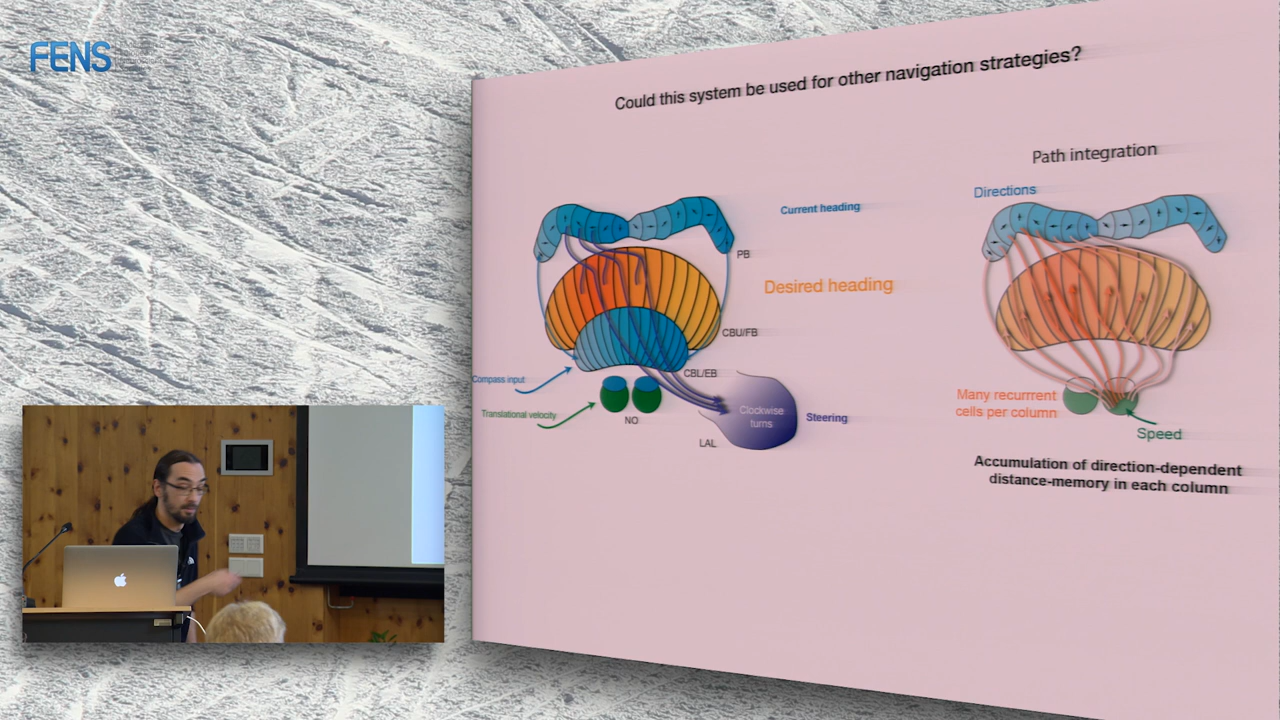 FENS
Could this system be used for other navigation strategies?
Path integration
Directions
Current heading
PB
Desired heading
CBU/FB
CBL/EB
Compass input
Translational velocity
NO
Clockwise
turns
LAL
Steering
Many recurrrent
cells per column
Speed
Accumulation of direction-dependent
distance-memory in each column